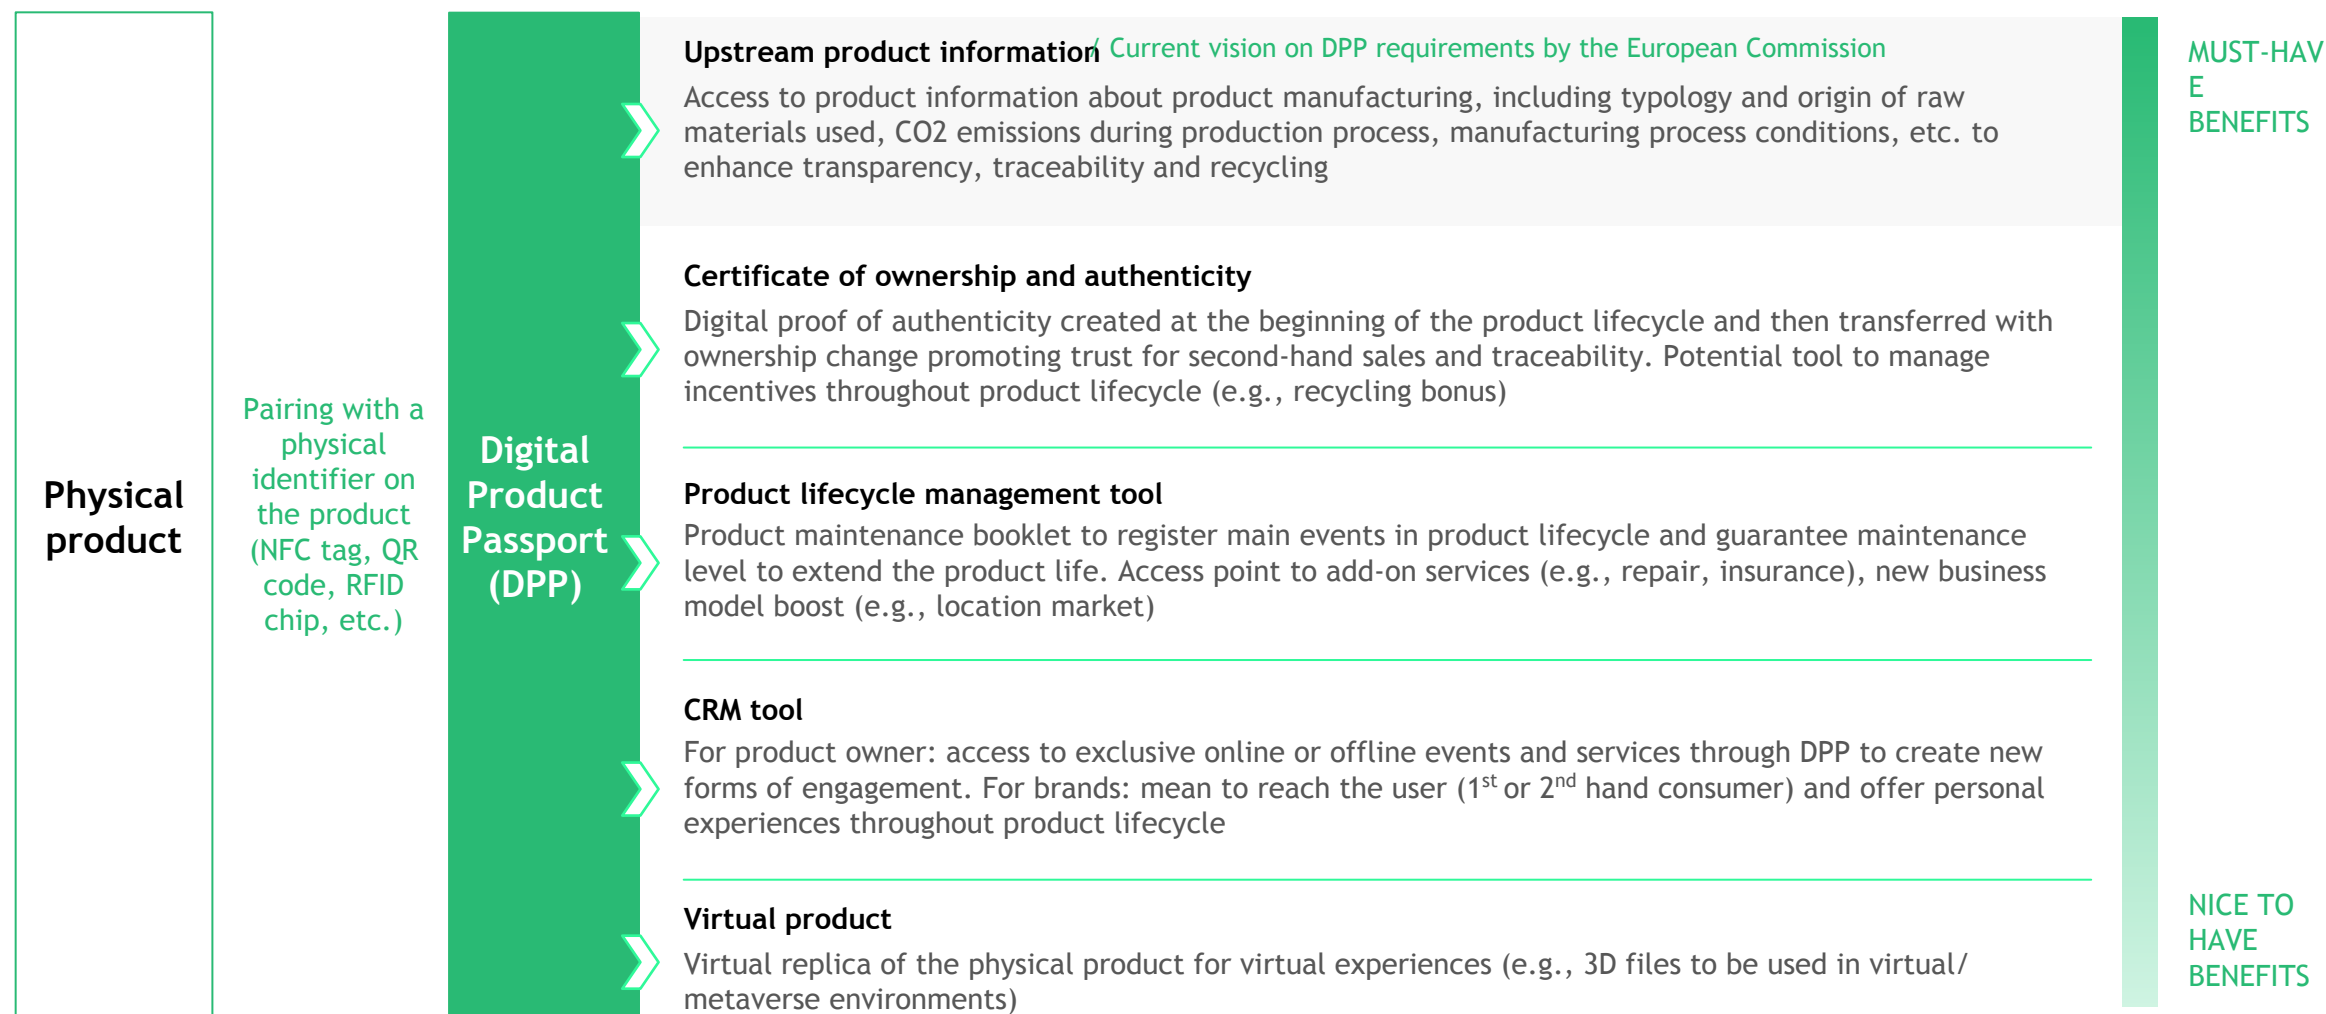 Physical
product
Pairing with a
physical
identifier on
the product
(NFC tag, QR
code, RFID
chip, etc.)
Digital
Product
Passport
(DPP)
Upstream product information / Current vision on DPP requirements by the European Commission
Access to product information about product manufacturing, including typology and origin of raw
materials used, CO2 emissions during production process, manufacturing process conditions, etc. to
enhance transparency, traceability and recycling
Certificate of ownership and authenticity
Digital proof of authenticity created at the beginning of the product lifecycle and then transferred with
ownership change promoting trust for second-hand sales and traceability. Potential tool to manage
incentives throughout product lifecycle (e.g., recycling bonus)
Product lifecycle management tool
Product maintenance booklet to register main events in product lifecycle and guarantee maintenance
level to extend the product life. Access point to add-on services (e.g., repair, insurance), new business
model boost (e.g., location market)
CRM tool
For product owner: access to exclusive online or offline events and services through DPP to create new
forms of engagement. For brands: mean to reach the user (1st or 2nd hand consumer) and offer personal
experiences throughout product lifecycle
Virtual product
Virtual replica of the physical product for virtual experiences (e.g., 3D files to be used in virtual/
metaverse environments)
MUST-HAV
E
BENEFITS
NICE TO
HAVE
BENEFITS